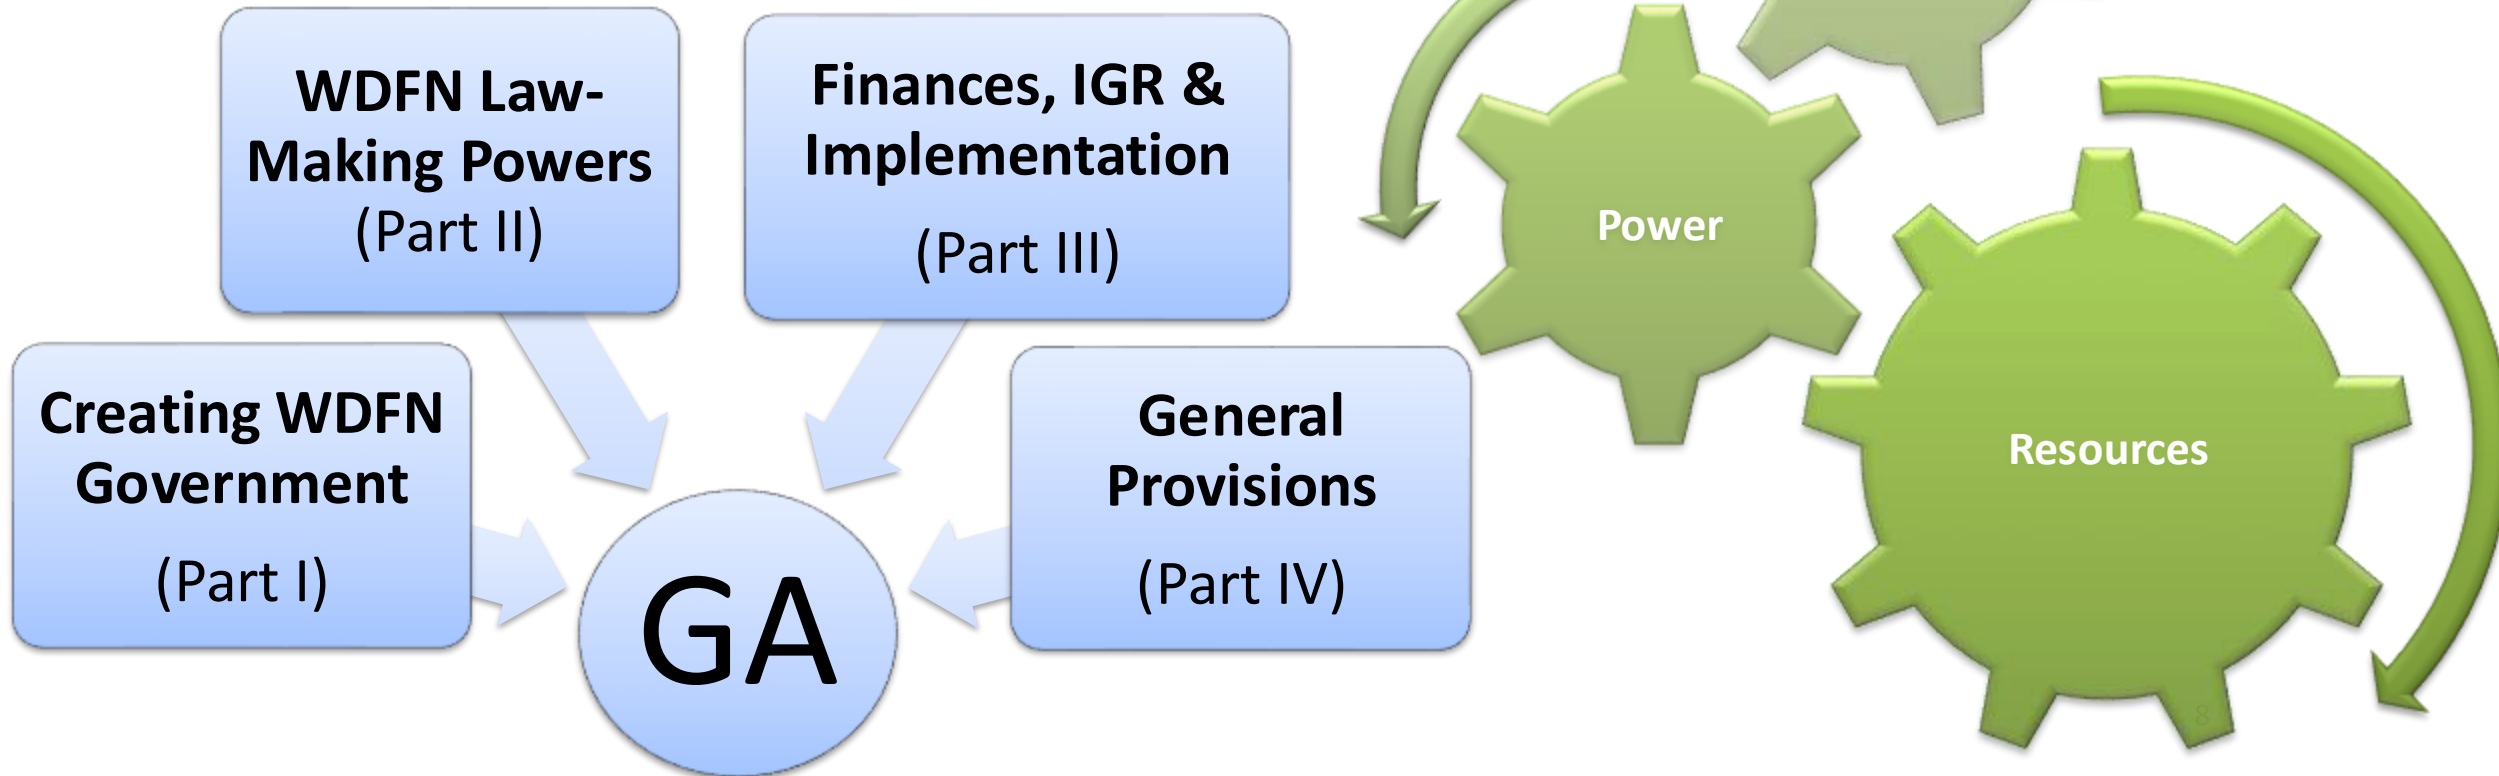 WDFN Law-
Making Powers
(Part II)
Finances, IGR &
Implementation
(Part III)
Creating WDFN
Government
(Part I)
General
Provisions
(Part IV)
GA
Power
Resources
8